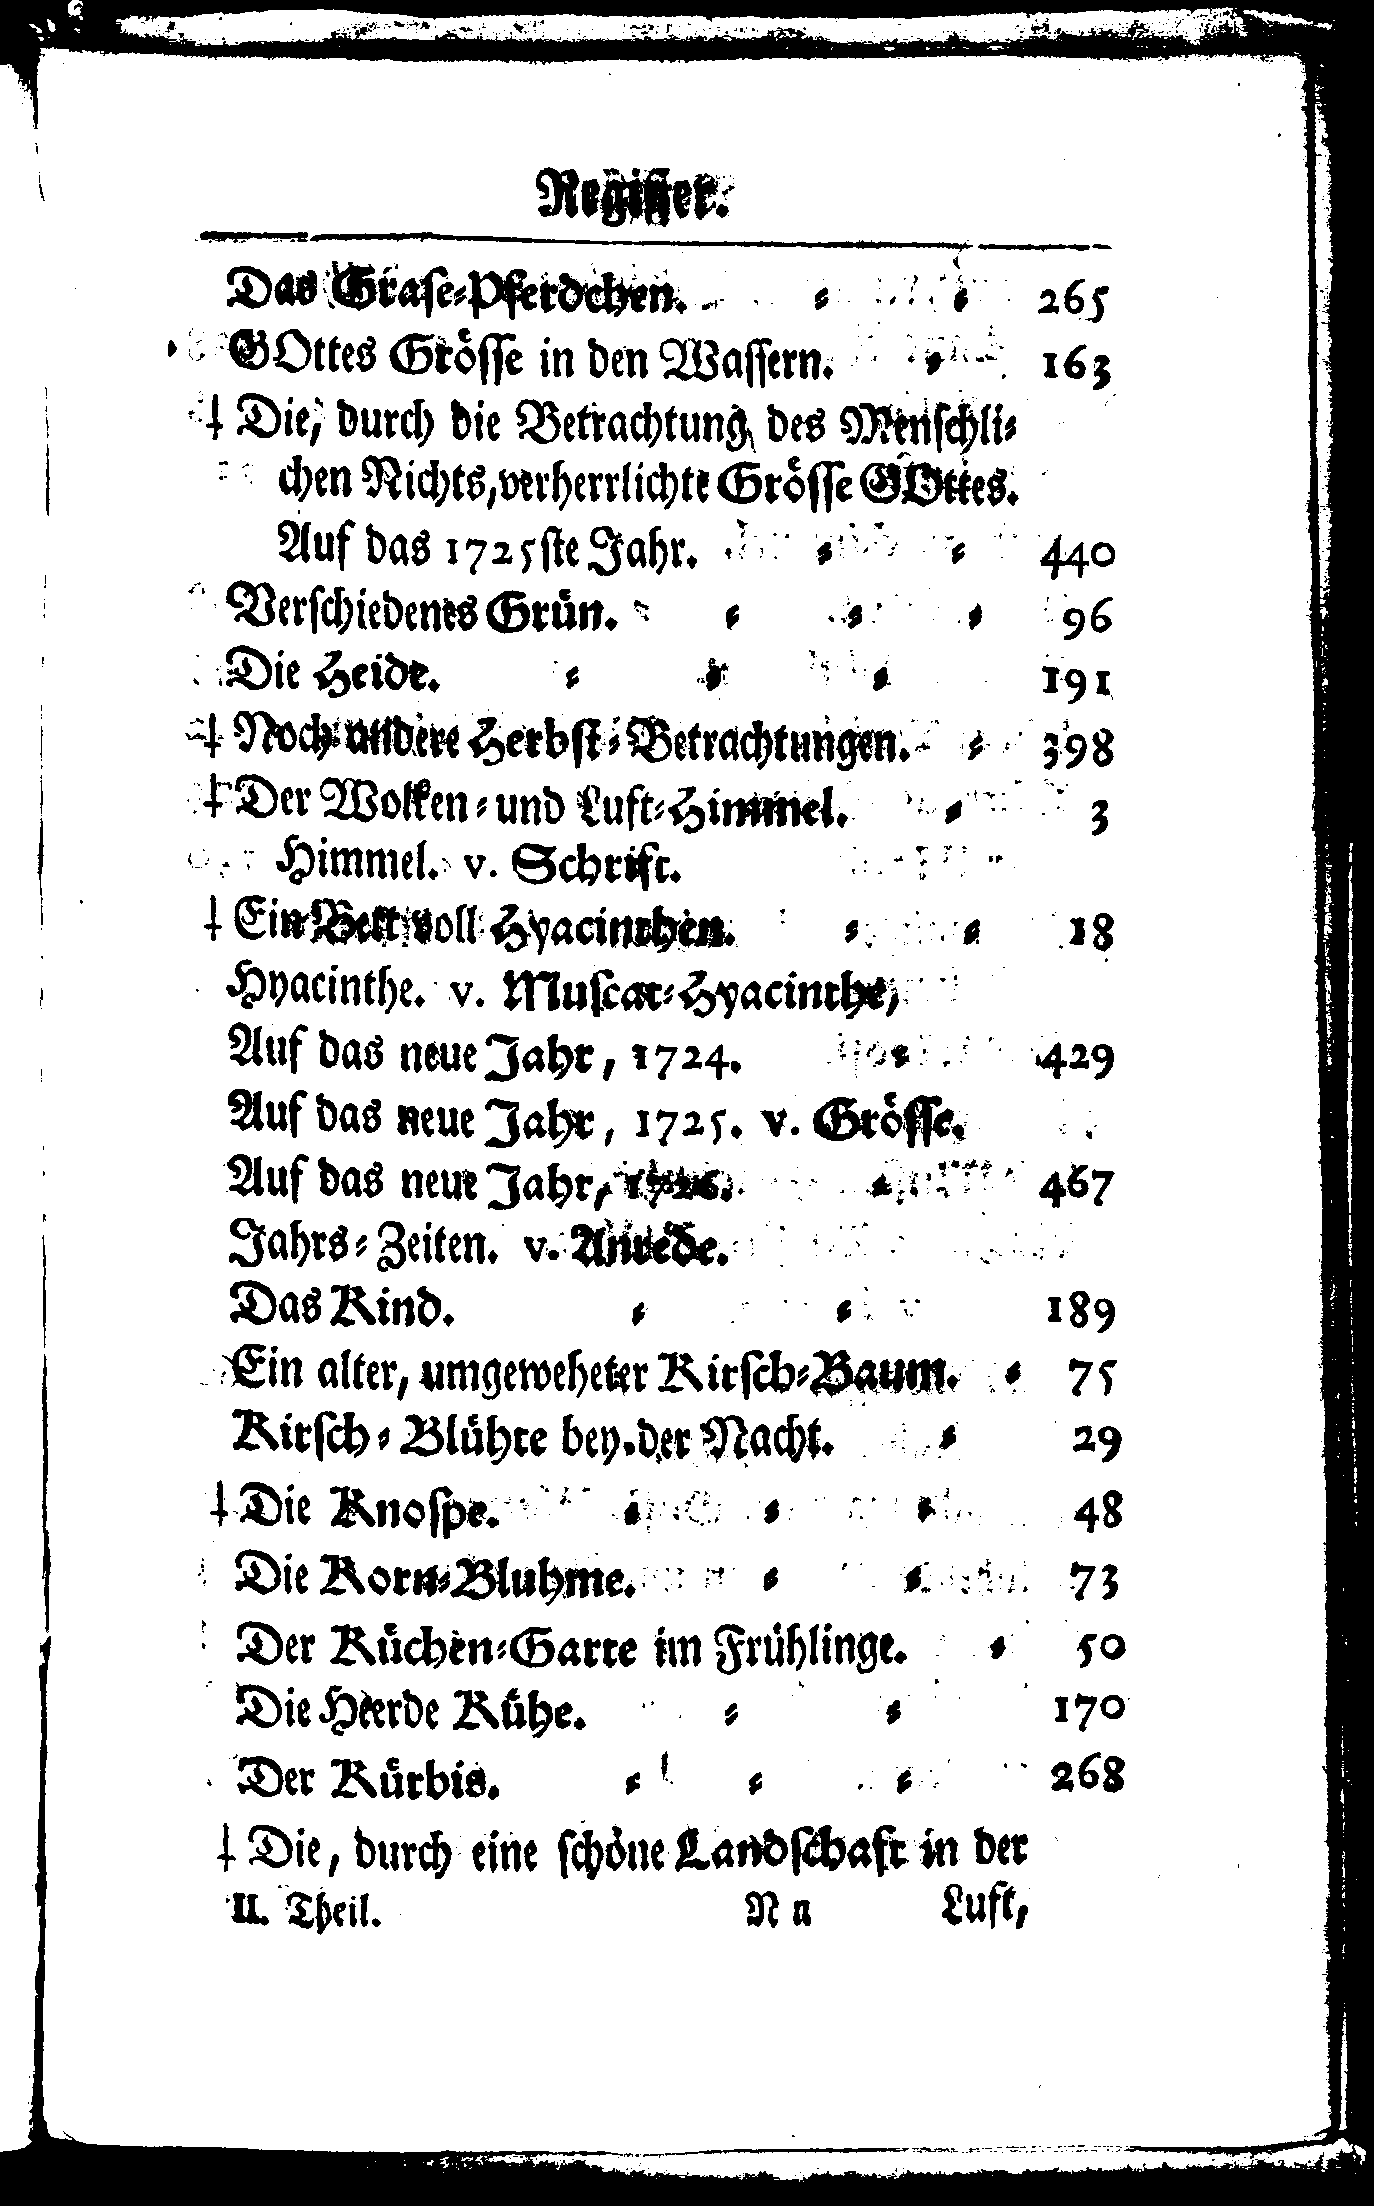 Register.
Das Graſe⸗Pferdchen. ⸗ ⸗ 265
GOttes Gröſſe in den Waſſern. ⸗ 163
† Die, durch die Betrachtung des Menſchli⸗
chen Nichts, verherrlichte Gröſſe GOttes.
Auf das 1725ſte Jahr. ⸗ ⸗ 440
Verſchiedenes Grün. ⸗ ⸗ ⸗ 96
Die Heide. ⸗ ⸗ ⸗ 191
† Noch andere Herbſt⸗Betrachtungen. ⸗ 398
† Der Wolken⸗und Luft⸗Himmel. ⸗ 3
Himmel. v. Schrift.
† Ein Bett voll Hyacinthen. ⸗ ⸗ 18
Hyacinthe. v. Muſcat⸗Hyacinthe,
Auf das neue Jahr, 1724. ⸗ 429
Auf das neue Jahr, 1725. v. Gröſſe.
Auf das neue Jahr, 1726. ⸗ 467
Jahrs⸗Zeiten. v. Anrede.
Das Kind. ⸗ ⸗ 189
Ein alter, umgeweheter Kirſch⸗Baum. ⸗ 75
Kirſch⸗Blühte bey der Nacht. ⸗ 29
† Die Knoſpe. ⸗ ⸗ ⸗ 48
Die Korn⸗Bluhme. ⸗ ⸗ 73
Der Küchen⸗Garte im Frühlinge. ⸗ 50
Die Heerde Kühe. ⸗ ⸗ 170
Der Kürbis. ⸗ ⸗ ⸗ 268
† Die, durch eine ſchöne Landſchaft in der
II. Theil. N n Luft,